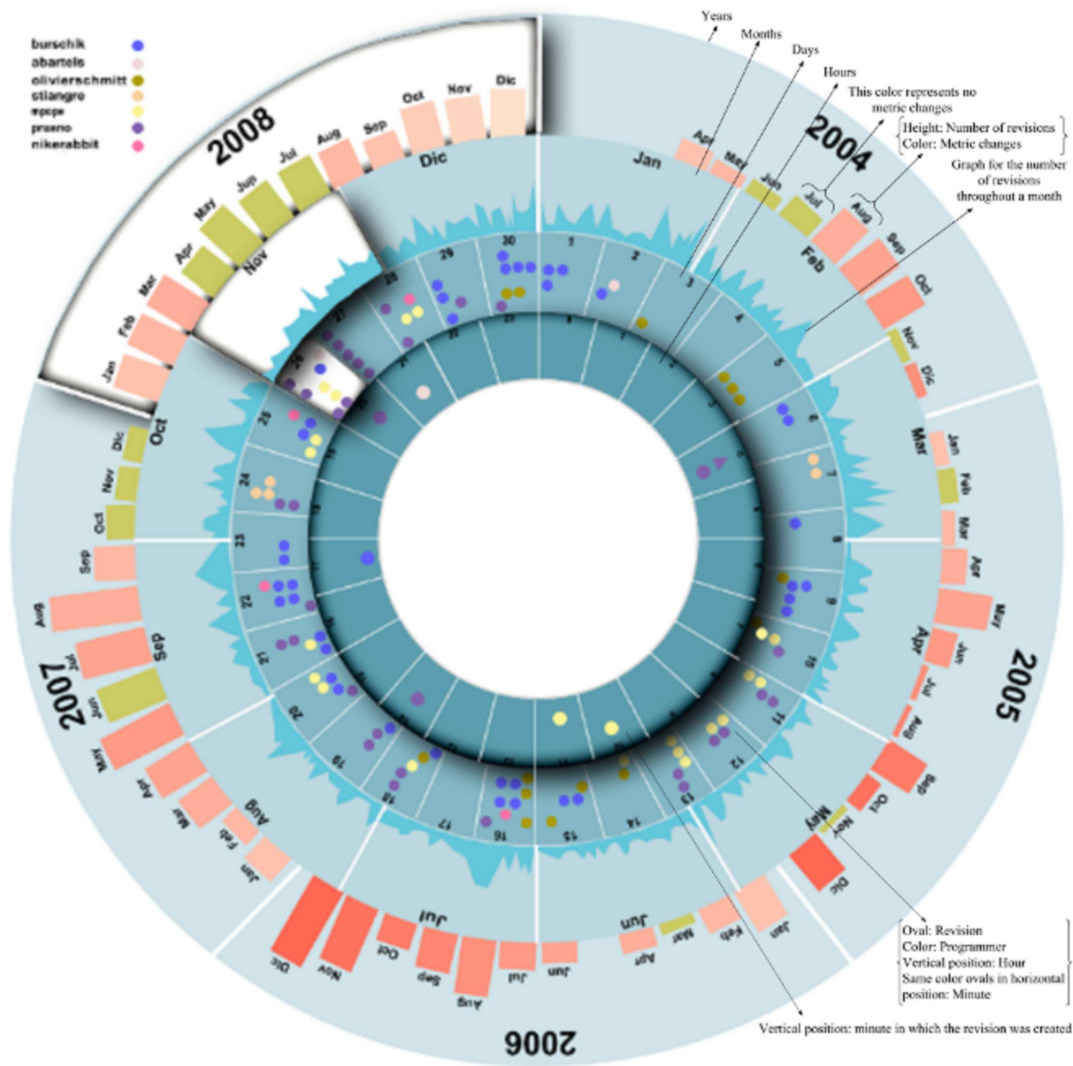 burschik
abartels
olivierschmitt
stiangro
mpope
nikerabbit
Years
Months
Days
Hours
This color represents no
metric changes
Height: Number of revisions
Color: Metric changes
Graph for the number
of revisions
throughout a month
2004
Apr
May
Jun
Jul
Aug
Sep
Oct
Nov
Dic
2005
Jan
Feb
Mar
Apr
May
Jun
Jul
Aug
Sep
Oct
Nov
Dic
2006
Jan
Feb
Mar
Apr
Jun
Jul
Aug
Sep
Oct
Nov
Dic
2007
Jan
Feb
Mar
Apr
May
Jun
Jul
Aug
Sep
Oct
Nov
Dic
2008
Jan
Feb
Mar
Apr
May
Jun
Jul
Aug
Sep
Oct
Nov
Dic
Jan
Feb
Mar
Apr
May
Jun
Jul
Aug
Sep
Oct
Nov
Dic
1
2
3
4
5
6
7
8
9
10
11
12
13
14
15
16
17
18
19
20
21
22
23
24
25
26
27
28
29
30
Oval: Revision
Color: Programmer
Vertical position: Hour
Same color ovals in horizontal
position: Minute
Vertical position: minute in which the revision was created